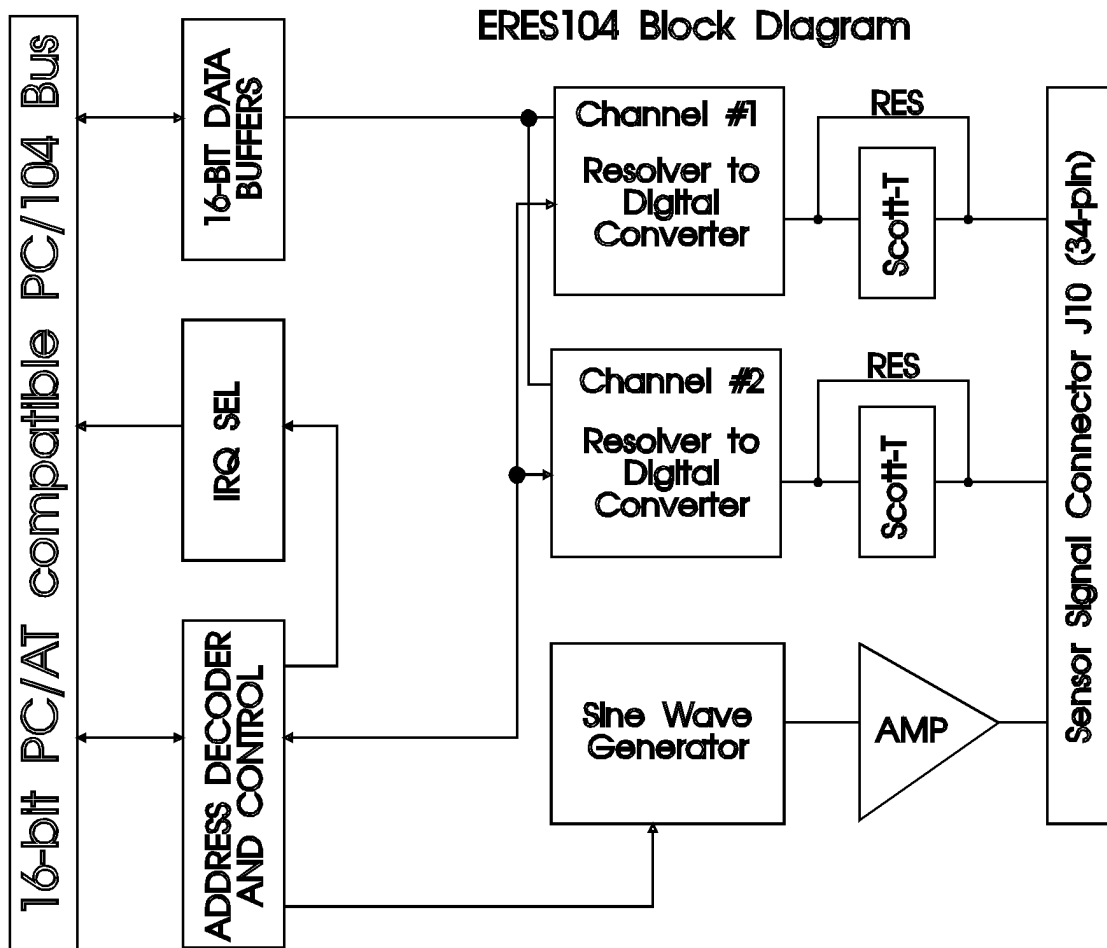 ERES104 Block Diagram
16-bit PC/AT compatible PC/104 Bus
16-BIT DATA
BUFFERS
IRQ SEL
ADDRESS DECODER
AND CONTROL
Channel #1
Resolver to
Digital
Converter
RES
Scott-T
Channel #2
Resolver to
Digital
Converter
RES
Scott-T
Sine Wave
Generator
AMP
Sensor Signal Connector J10 (34-pin)